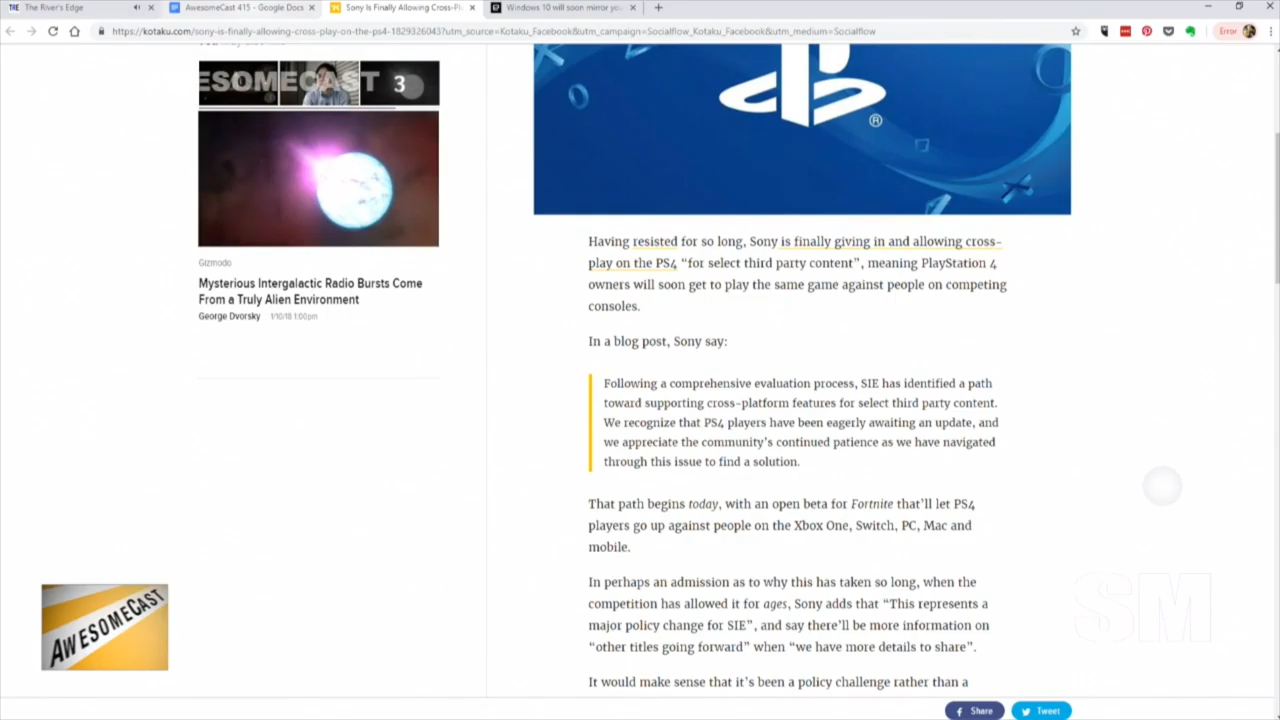 The River's Edge
AwesomeCast 415 - Google Docs
Sony Is Finally Allowing Cross-Pl
Windows 10 will soon mirror you
https://kotaku.com/sony-is-finally-allowing-cross-play-on-the-ps4-1829326043?utm_source=Kotaku_Facebook&utm_campaign=Socialflow_Kotaku_Facebook&utm_medium=Socialflow
Error
ESOMECAST
3
Gizmodo
Mysterious Intergalactic Radio Bursts Come
From a Truly Alien Environment
George Dvorsky 1/10/18 1:00pm
AWESOMECAST
®
Having resisted for so long, Sony is finally giving in and allowing cross-
play on the PS4 “for select third party content”, meaning PlayStation 4
owners will soon get to play the same game against people on competing
consoles.
In a blog post, Sony say:
Following a comprehensive evaluation process, SIE has identified a path
toward supporting cross-platform features for select third party content.
We recognize that PS4 players have been eagerly awaiting an update, and
we appreciate the community’s continued patience as we have navigated
through this issue to find a solution.
That path begins today, with an open beta for Fortnite that’ll let PS4
players go up against people on the Xbox One, Switch, PC, Mac and
mobile.
In perhaps an admission as to why this has taken so long, when the
competition has allowed it for ages, Sony adds that “This represents a
major policy change for SIE”, and say there’ll be more information on
“other titles going forward” when “we have more details to share”.
It would make sense that it’s been a policy challenge rather than a
SM
Share
Tweet